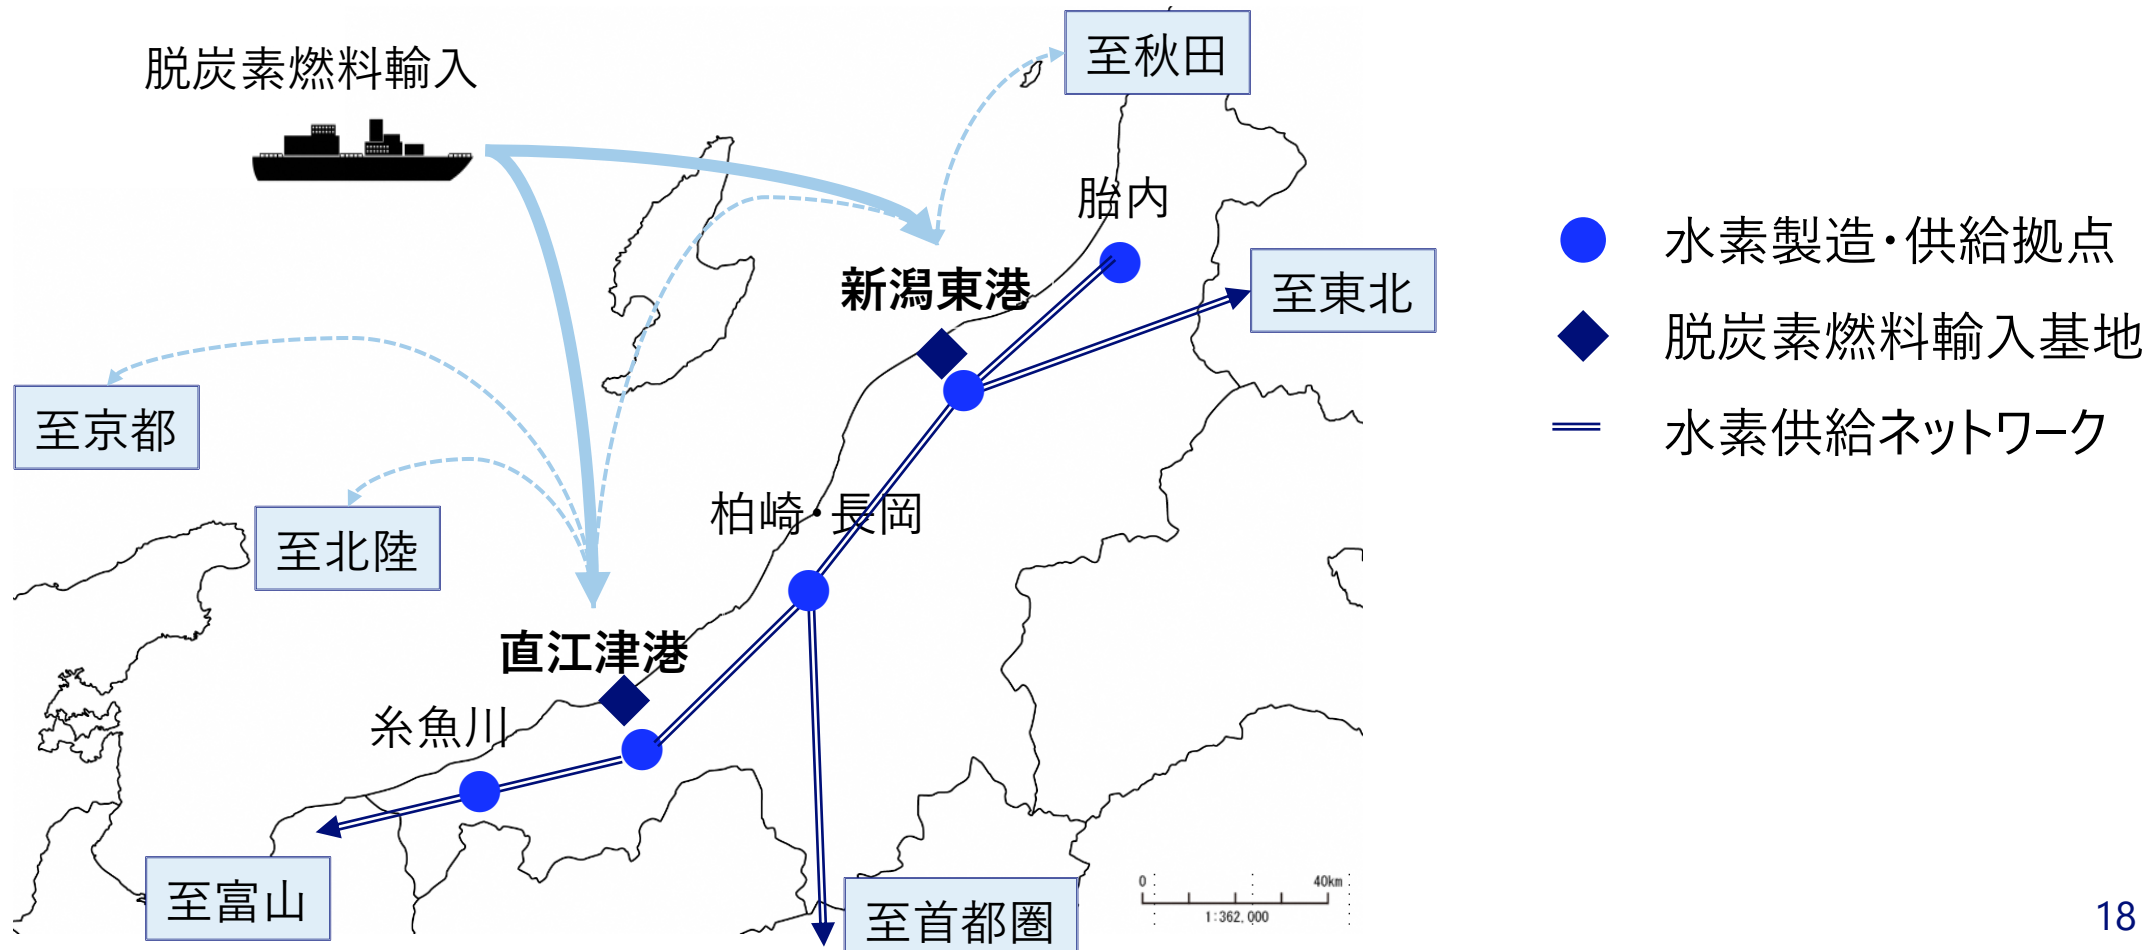 脱炭素燃料輸入
至秋田
胎内
新潟東港
至東北
至京都
至北陸
柏崎・長岡
直江津港
糸魚川
至富山
至首都圏
水素製造・供給拠点
脱炭素燃料輸入基地
水素供給ネットワーク
0 40km
1:362,000
18